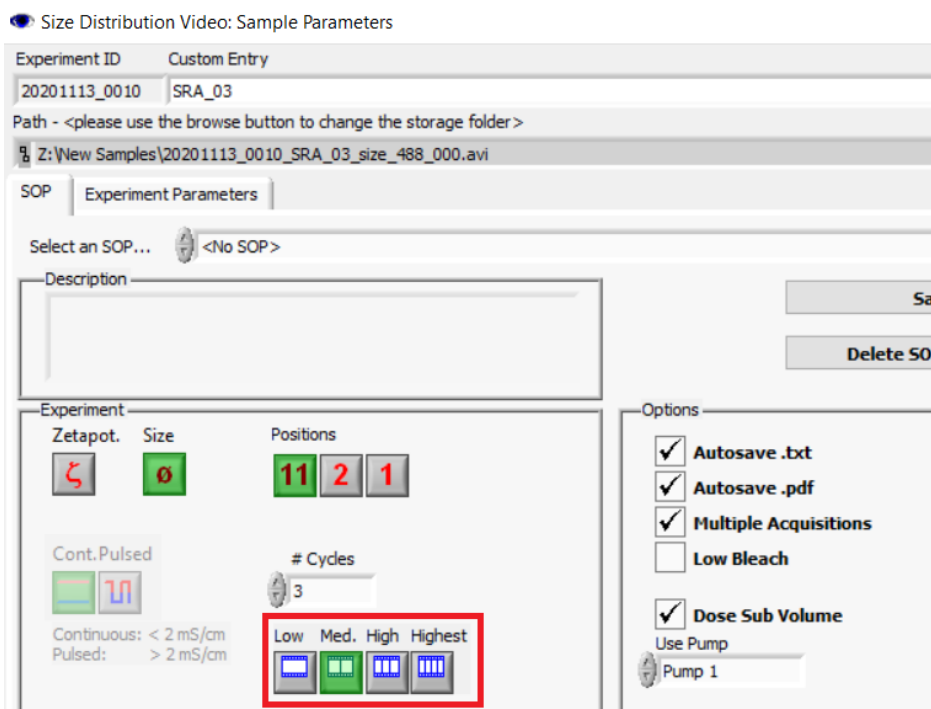 Size Distribution Video: Sample Parameters
Experiment ID Custom Entry
20201113_0010 SRA_03
Path - <please use the browse button to change the storage folder>
Z:\New Samples\20201113_0010_SRA_03_size_488_000.avi
SOP Experiment Parameters
Select an SOP... <No SOP>
Description
Sa
Delete SO
Experiment
Zetapot. Size Positions
ζ ø 11 2 1
Cont. Pulsed
# Cycles
3
Continuous: < 2 mS/cm
Pulsed: > 2 mS/cm
Low Med. High Highest
Options
Autosave .txt
Autosave .pdf
Multiple Acquisitions
Low Bleach
Dose Sub Volume
Use Pump
Pump 1